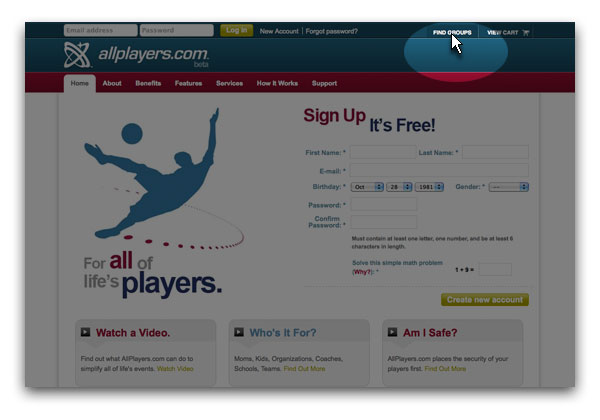 Email address Password Log in New Account Forgot password? FIND GROUPS VIEW CART
allplayers.com
beta
Home About Benefits Features Services How It Works Support
Sign Up It's Free!
First Name: * Last Name: *
E-mail: *
Birthday: * Oct 28 1981 Gender: * ---
Password: *
Confirm
Password: *
Must contain at least one letter, one number, and be at least 6
characters in length.
Solve this simple math problem
(Why?): * 1 + 9 =
Create new account
For all of
life's players.
Watch a Video.
Find out what AllPlayers.com can do to
simplify all of life's events. Watch Video
Who's It For?
Moms, Kids, Organizations, Coaches,
Schools, Teams. Find Out More
Am I Safe?
AllPlayers.com places the security of your
players first. Find Out More